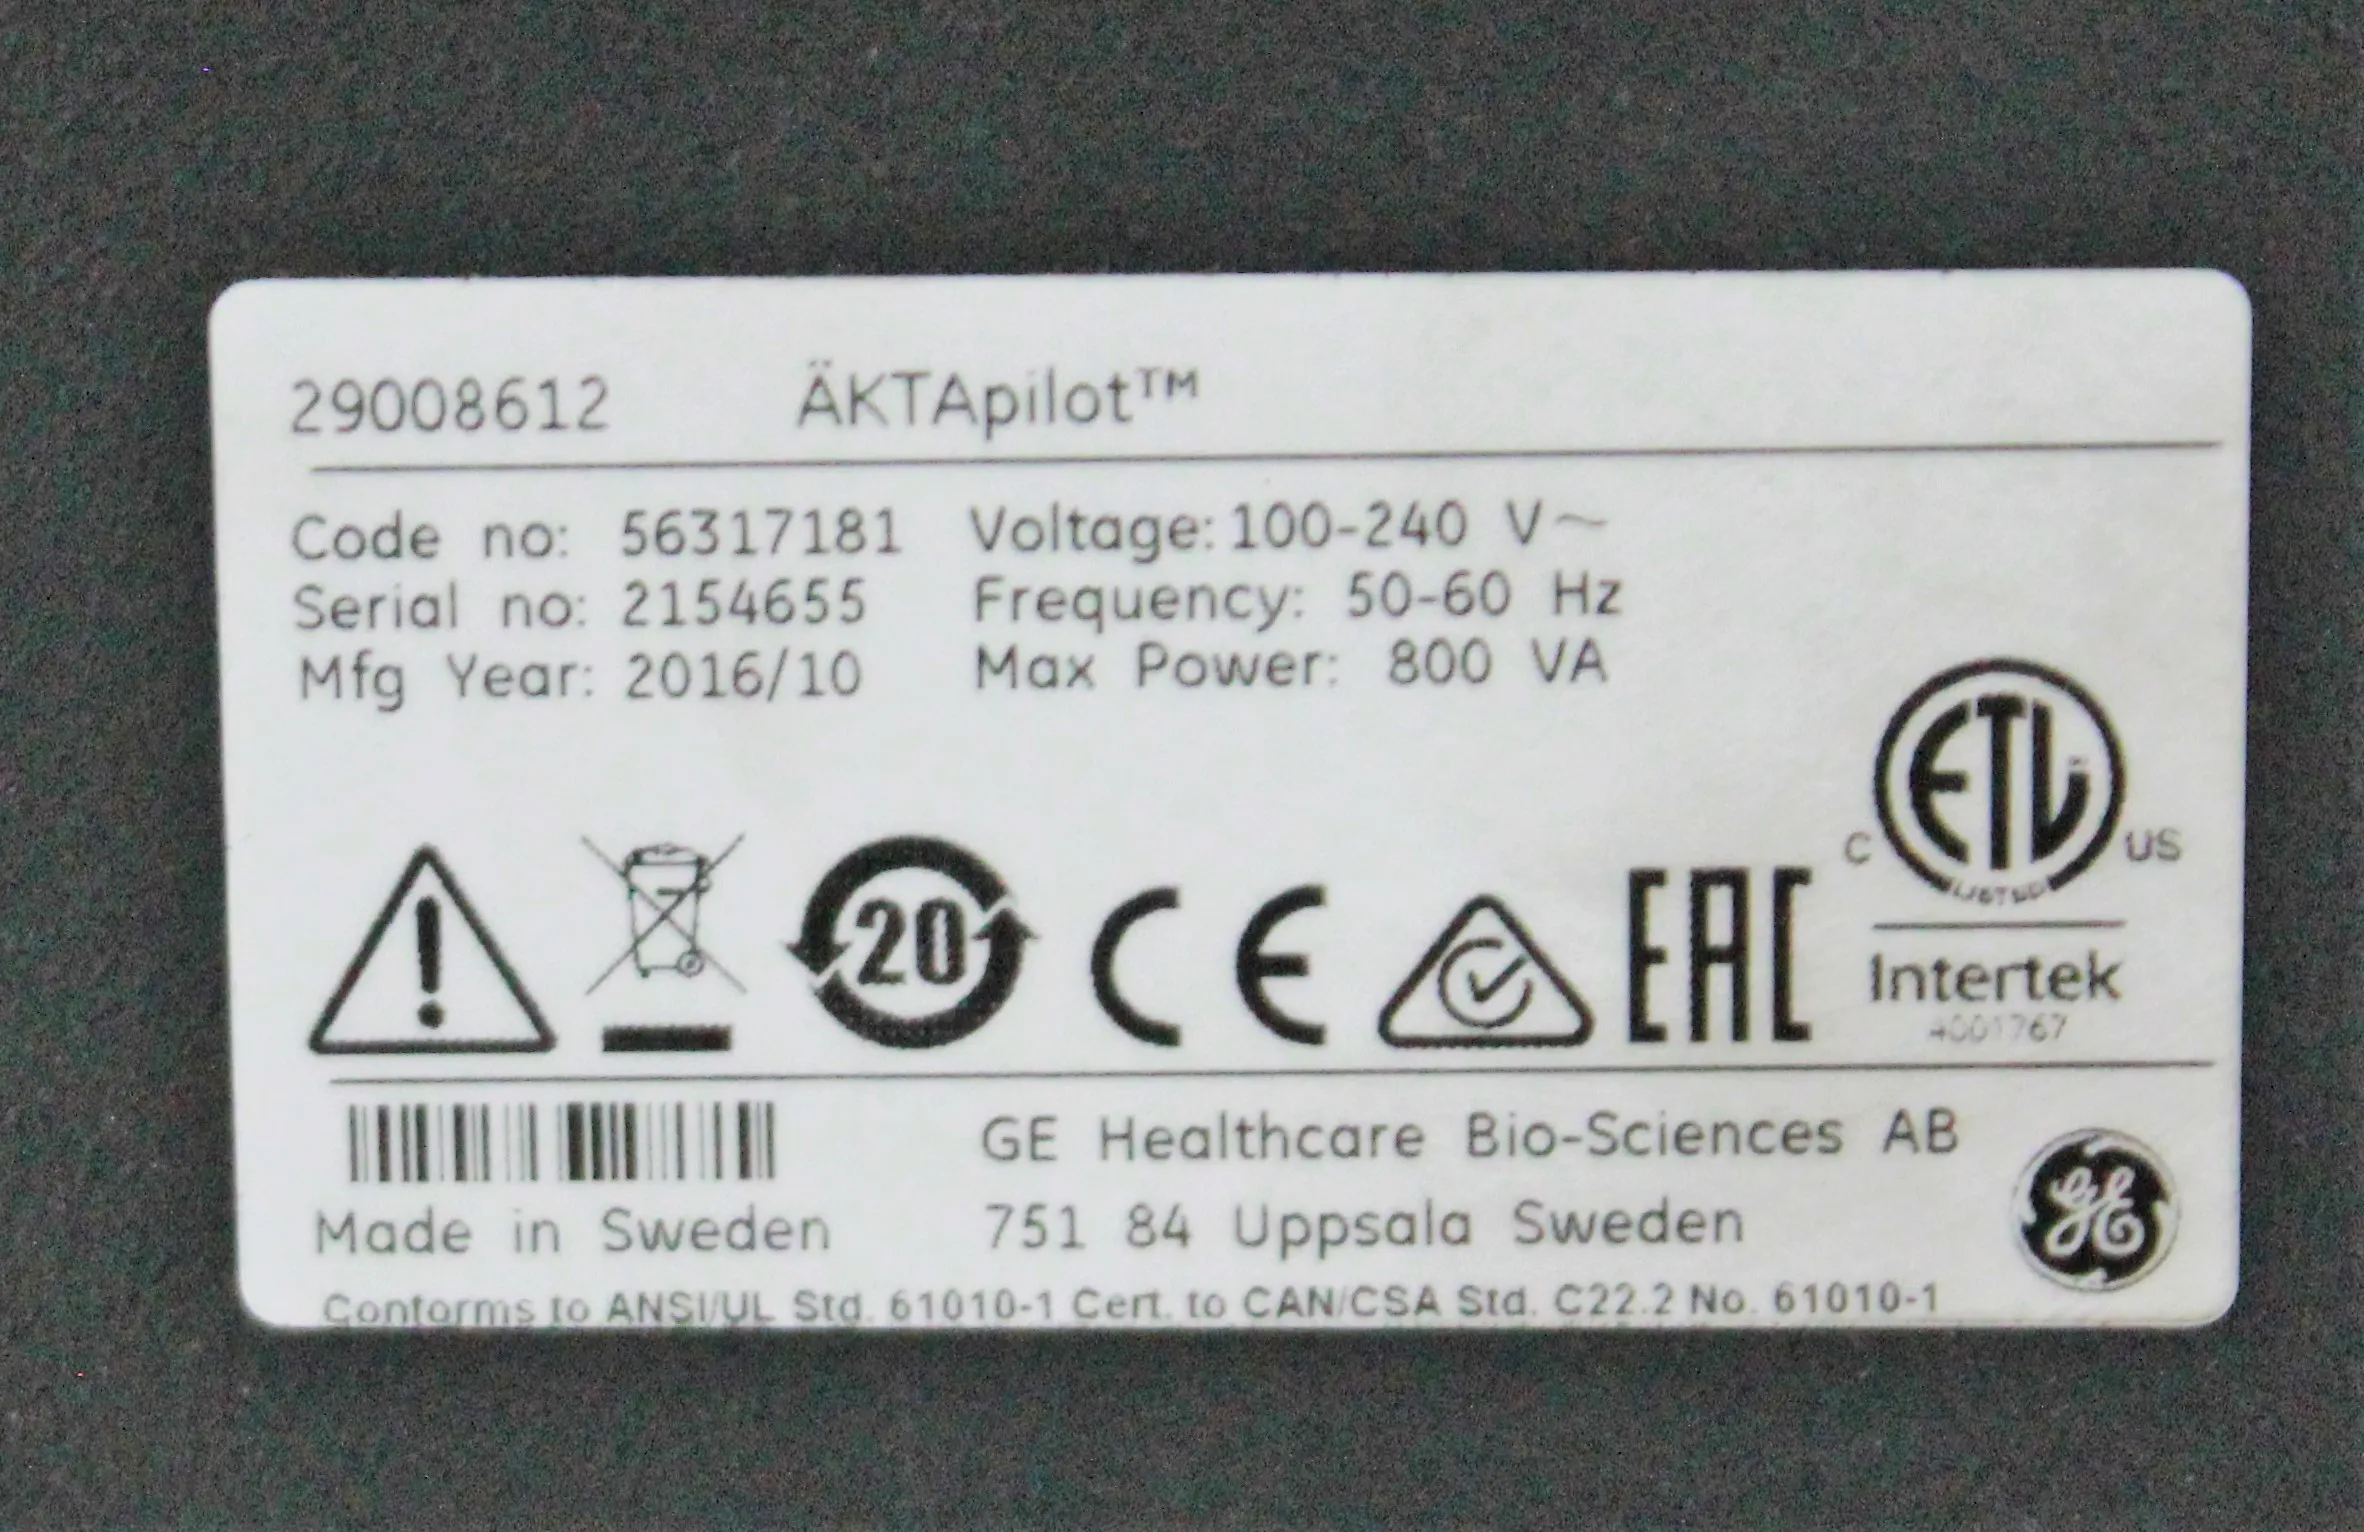 29008612 ÄKTApilot™
Code no: 56317181 Voltage: 100-240 V~
Serial no: 2154655 Frequency: 50-60 Hz
Mfg Year: 2016/10 Max Power: 800 VA
ETL
C US
LISTED
20 CE EAC
Intertek
4001767
GE Healthcare Bio-Sciences AB
Made in Sweden 751 84 Uppsala Sweden
GE
Conforms to ANSI/UL Std. 61010-1 Cert. to CAN/CSA Std. C22.2 No. 61010-1